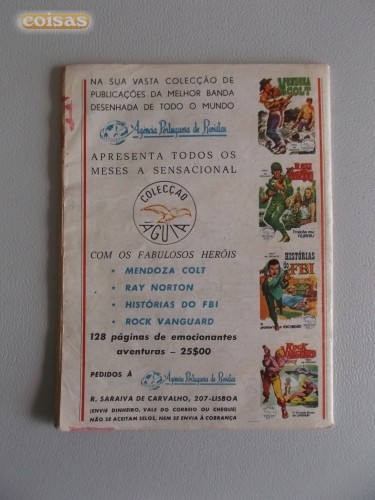 coisas
NA SUA VASTA COLECÇÃO DE
PUBLICAÇÕES DA MELHOR BANDA
DESENHADA DE TODO O MUNDO
Agência Portuguesa de Revistas
APRESENTA TODOS OS
MESES A SENSACIONAL
COLECÇÃO
ÁGUIA
COM OS FABULOSOS HERÓIS
• MENDOZA COLT
• RAY NORTON
• HISTÓRIAS DO FBI
• ROCK VANGUARD
128 páginas de emocionantes
aventuras — 25$00
PEDIDOS À
Agência Portuguesa de Revistas
R. SARAIVA DE CARVALHO, 207-LISBOA
(ENVIE DINHEIRO, VALE DO CORREIO OU CHEQUE)
NÃO SE ACEITAM SELOS, NEM SE ENVIA À COBRANÇA
MENDOZA
COLT
HISTÓRIAS
do FBI
Rock